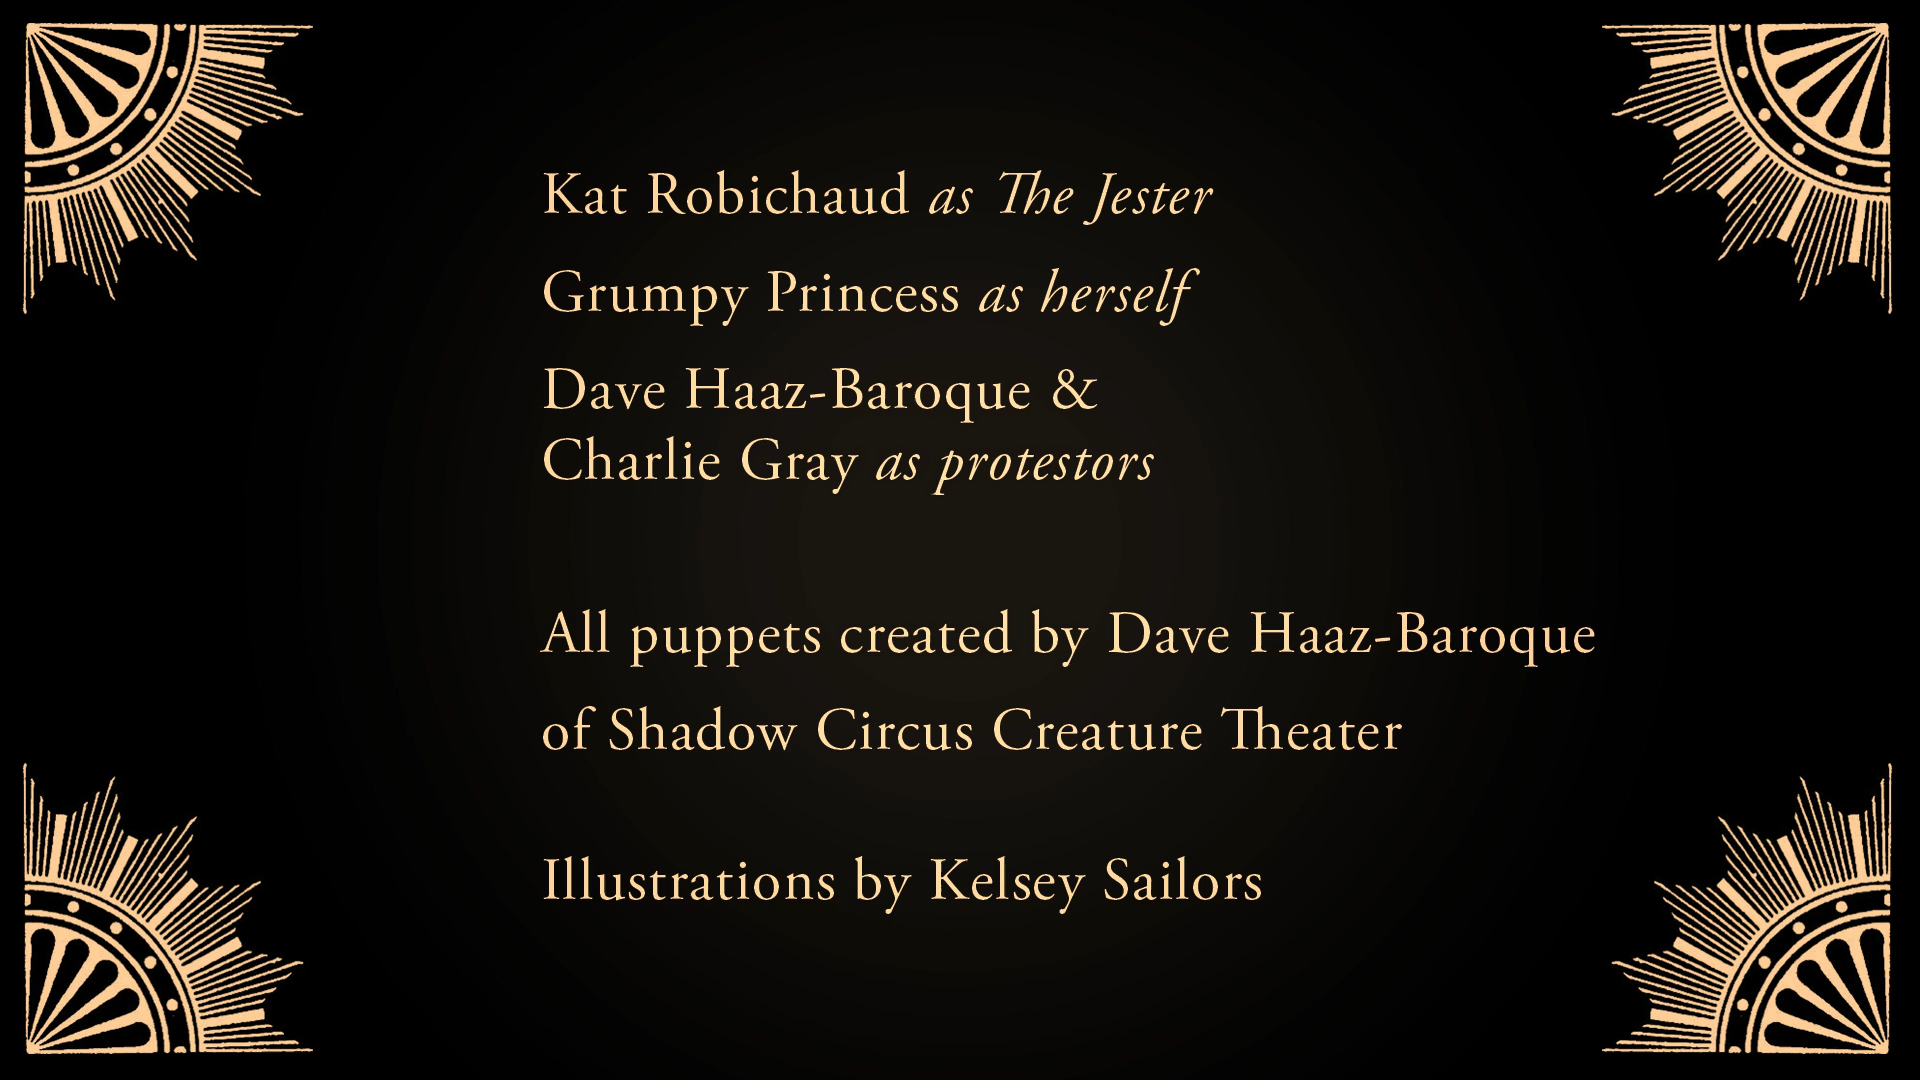 Kat Robichaud as The Jester
Grumpy Princess as herself
Dave Haaz-Baroque &
Charlie Gray as protestors
All puppets created by Dave Haaz-Baroque
of Shadow Circus Creature Theater
Illustrations by Kelsey Sailors